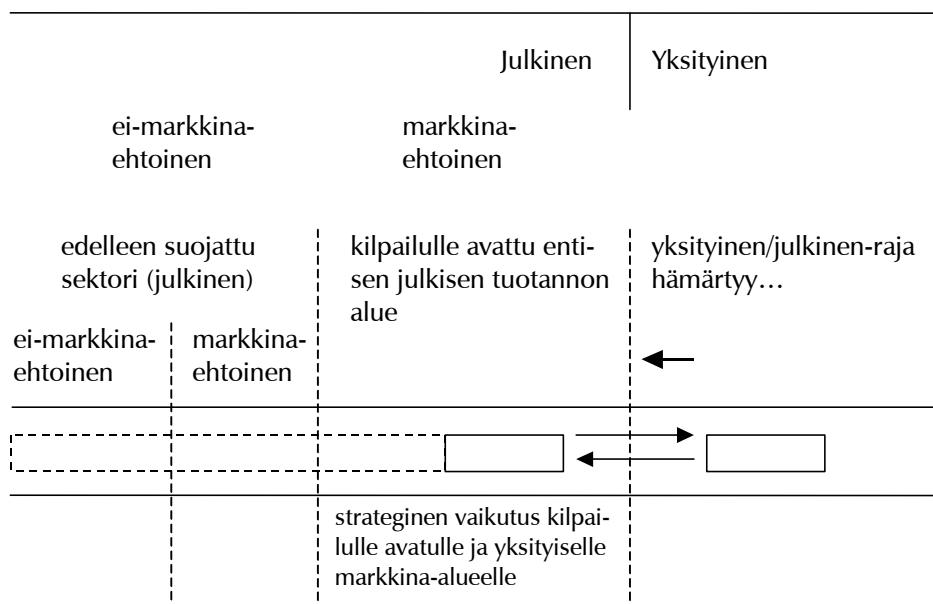 Julkinen
Yksityinen
ei-markkina-
ehtoinen
markkina-
ehtoinen
edelleen suojattu
sektori (julkinen)
kilpailulle avattu enti-
sen julkisen tuotannon
alue
yksityinen/julkinen-raja
hämärtyy…
ei-markkina-
ehtoinen
markkina-
ehtoinen
strateginen vaikutus kilpai-
lulle avatulle ja yksityiselle
markkina-alueelle